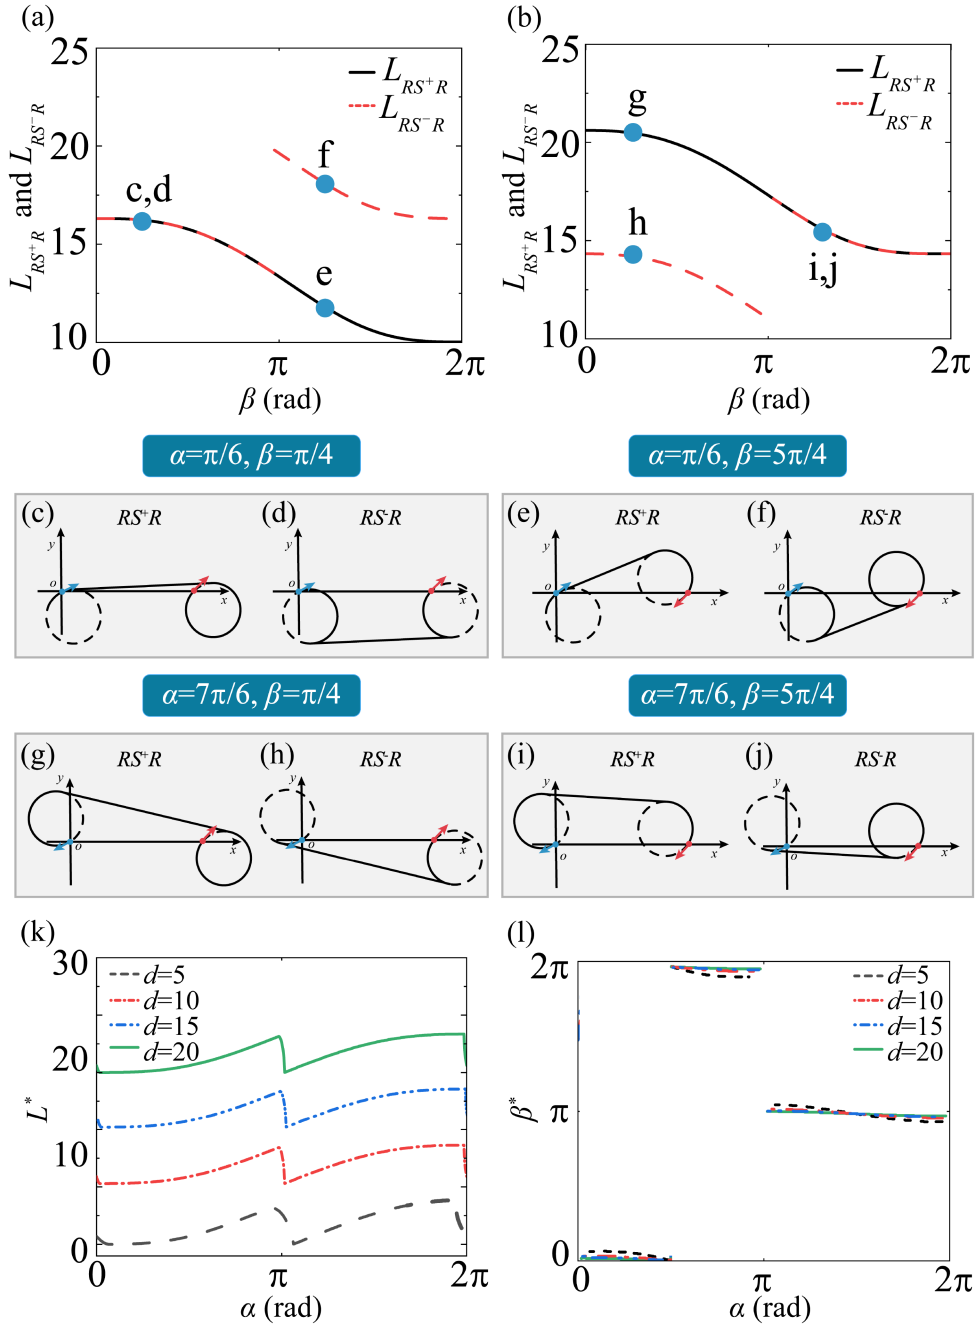 (a)
25
20
15
10
0
π
2π
L_{RS⁺R} and L_{RS⁻R}
β (rad)
L_{RS⁺R}
L_{RS⁻R}
c,d
f
e
(b)
25
20
15
10
0
π
2π
L_{RS⁺R} and L_{RS⁻R}
β (rad)
L_{RS⁺R}
L_{RS⁻R}
g
h
i,j
α=π/6, β=π/4
α=π/6, β=5π/4
(c)
RS⁺R
y
o
x
(d)
RS⁻R
y
o
x
(e)
RS⁺R
y
o
x
(f)
RS⁻R
y
o
x
α=7π/6, β=π/4
α=7π/6, β=5π/4
(g)
RS⁺R
y
o
x
(h)
RS⁻R
y
o
x
(i)
RS⁺R
y
o
x
(j)
RS⁻R
y
o
x
(k)
30
20
10
0
0
π
2π
L*
α (rad)
d=5
d=10
d=15
d=20
(l)
2π
π
0
0
π
2π
β*
α (rad)
d=5
d=10
d=15
d=20